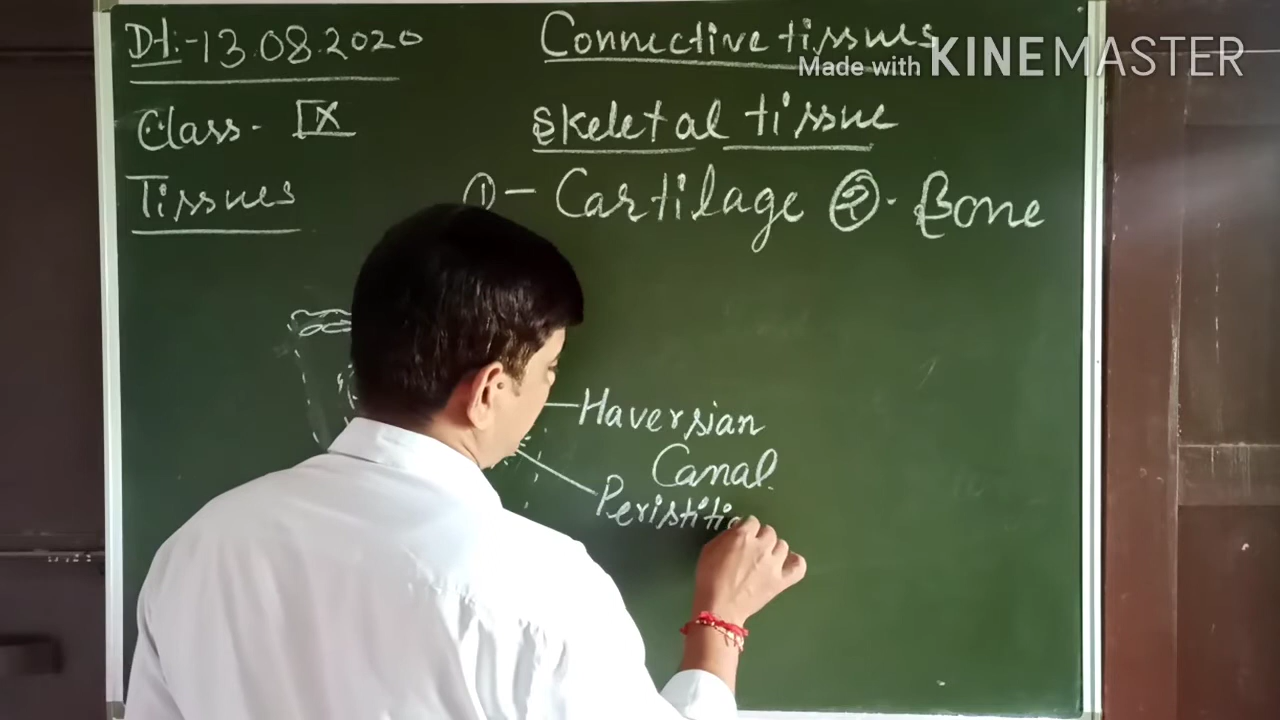 Dt:-13.08.2020
Connective tissues
Made with KINEMASTER
Class- IX
Skeletal tissue
Tissues
① - Cartilage ②. Bone
Haversian
Canal